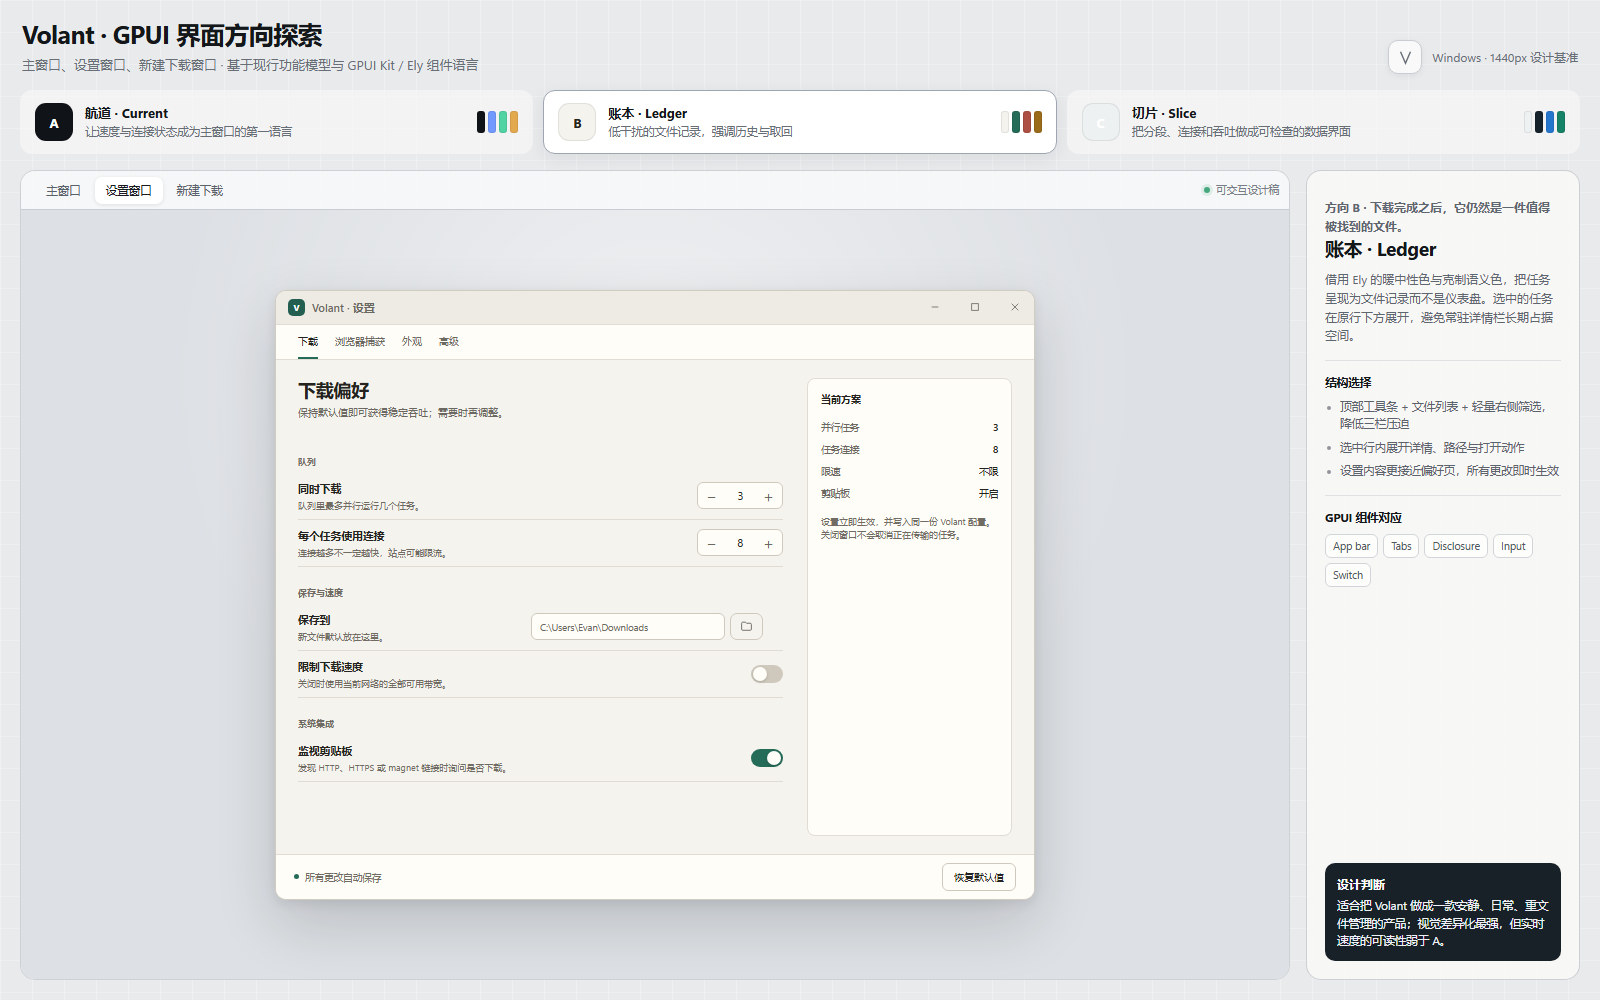 Volant · GPUI 界面方向探索
主窗口、设置窗口、新建下载窗口 · 基于现行功能模型与 GPUI Kit / Ely 组件语言
V
Windows · 1440px 设计基准
A
航道 · Current
让速度与连接状态成为主窗口的第一语言
B
账本 · Ledger
低干扰的文件记录，强调历史与取回
C
切片 · Slice
把分段、连接和吞吐做成可检查的数据界面
主窗口
设置窗口
新建下载
可交互设计稿
V
Volant · 设置
下载
浏览器捕获
外观
高级
下载偏好
保持默认值即可获得稳定吞吐；需要时再调整。
队列
同时下载
队列里最多并行运行几个任务。
− 3 +
每个任务使用连接
连接越多不一定越快，站点可能限流。
− 8 +
保存与速度
保存到
新文件默认放在这里。
C:\Users\Evan\Downloads
限制下载速度
关闭时使用当前网络的全部可用带宽。
系统集成
监视剪贴板
发现 HTTP、HTTPS 或 magnet 链接时询问是否下载。
当前方案
并行任务 3
任务连接 8
限速 不限
剪贴板 开启
设置立即生效，并写入同一份 Volant 配置。
关闭窗口不会取消正在传输的任务。
所有更改自动保存
恢复默认值
方向 B · 下载完成之后，它仍然是一件值得
被找到的文件。
账本 · Ledger
借用 Ely 的暖中性色与克制语义色，把任务
呈现为文件记录而不是仪表盘。选中的任务
在原行下方展开，避免常驻详情栏长期占据
空间。
结构选择
顶部工具条 + 文件列表 + 轻量右侧筛选，
降低三栏压迫
选中行内展开详情、路径与打开动作
设置内容更接近偏好页，所有更改即时生效
GPUI 组件对应
App bar
Tabs
Disclosure
Input
Switch
设计判断
适合把 Volant 做成一款安静、日常、重文
件管理的产品；视觉差异化最强，但实时
速度的可读性弱于 A。